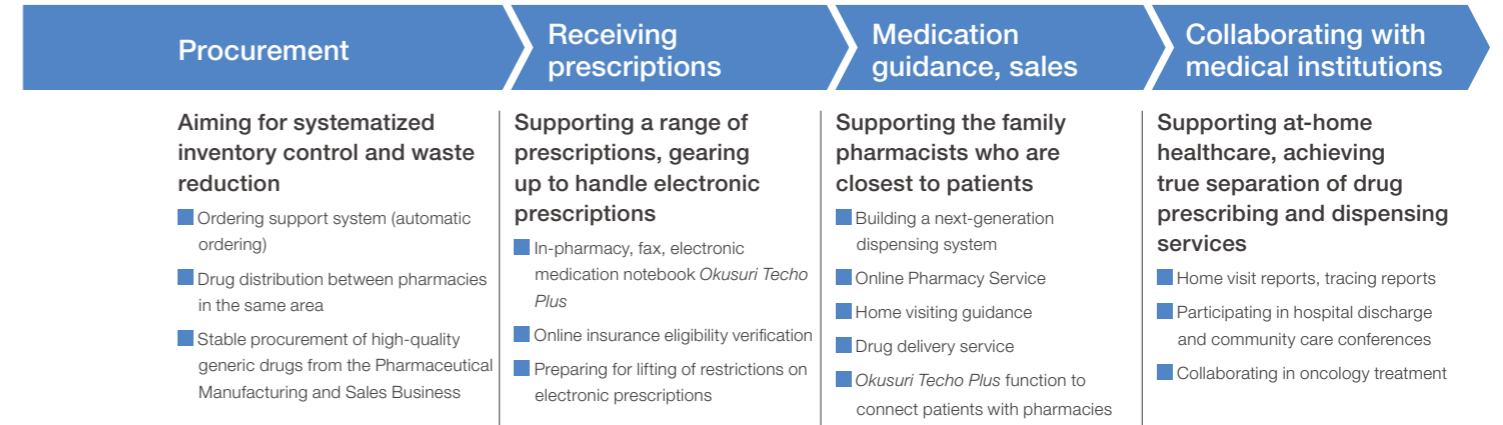 Procurement
Receiving
prescriptions
Medication
guidance, sales
Collaborating with
medical institutions
Aiming for systematized
inventory control and waste
reduction
Ordering support system (automatic
ordering)
Drug distribution between pharmacies
in the same area
Stable procurement of high-quality
generic drugs from the Pharmaceutical
Manufacturing and Sales Business
Supporting a range of
prescriptions, gearing
up to handle electronic
prescriptions
In-pharmacy, fax, electronic
medication notebook Okusuri Techo
Plus
Online insurance eligibility verification
Preparing for lifting of restrictions on
electronic prescriptions
Supporting the family
pharmacists who are
closest to patients
Building a next-generation
dispensing system
Online Pharmacy Service
Home visiting guidance
Drug delivery service
Okusuri Techo Plus function to
connect patients with pharmacies
Supporting at-home
healthcare, achieving
true separation of drug
prescribing and dispensing
services
Home visit reports, tracing reports
Participating in hospital discharge
and community care conferences
Collaborating in oncology treatment